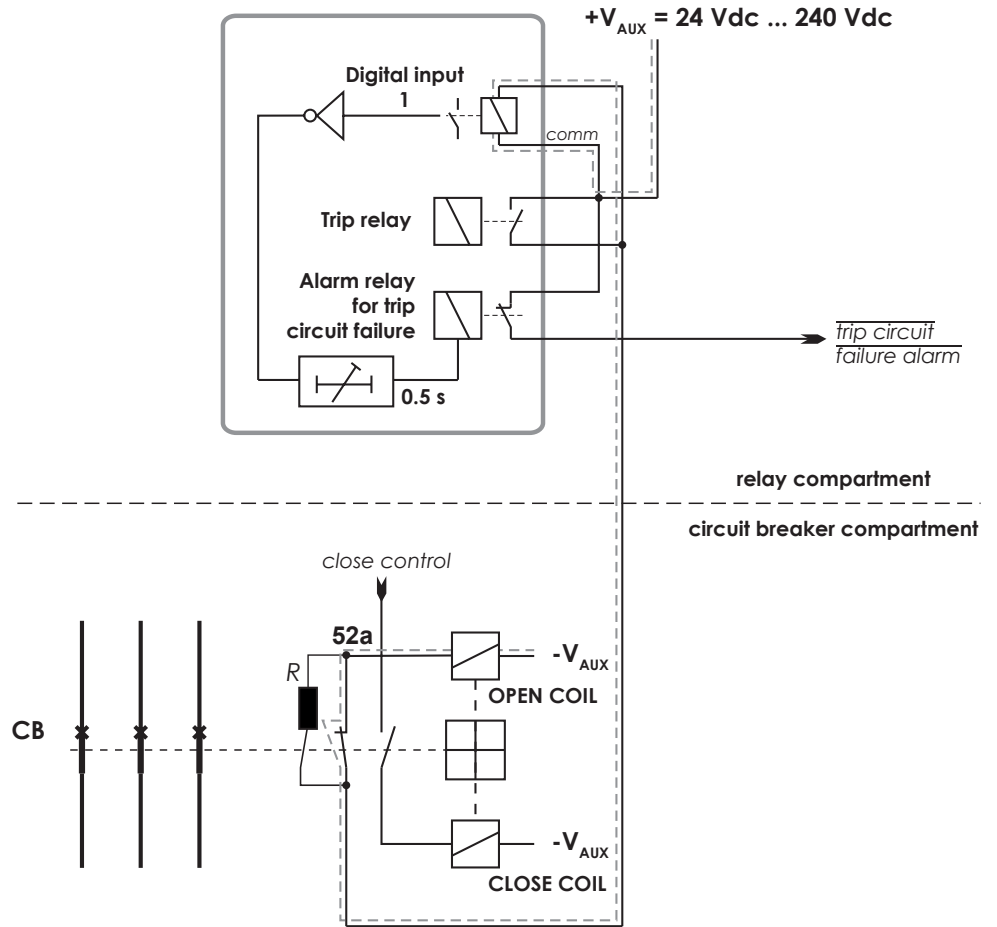 +VAUX = 24 Vdc ... 240 Vdc
Digital input
1
comm
Trip relay
Alarm relay
for trip
circuit failure
trip circuit
failure alarm
0.5 s
relay compartment
circuit breaker compartment
close control
52a
R
-VAUX
OPEN COIL
CB
-VAUX
CLOSE COIL